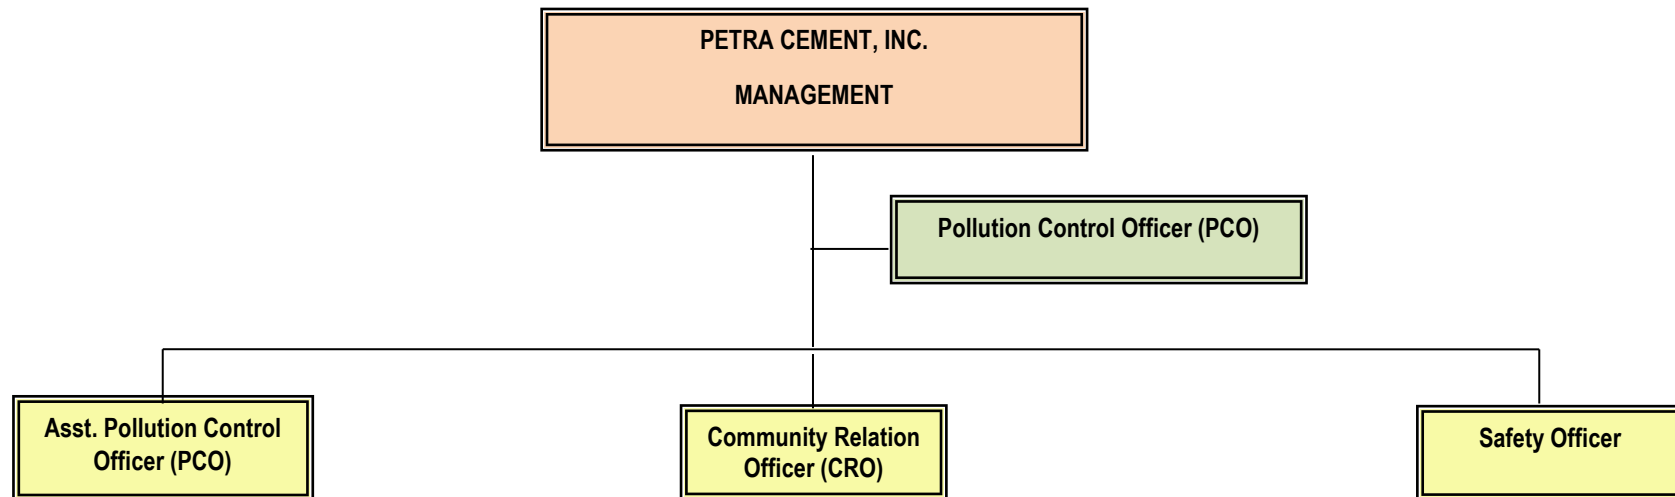 PETRA CEMENT, INC.
MANAGEMENT
Pollution Control Officer (PCO)
Asst. Pollution Control
Officer (PCO)
Community Relation
Officer (CRO)
Safety Officer